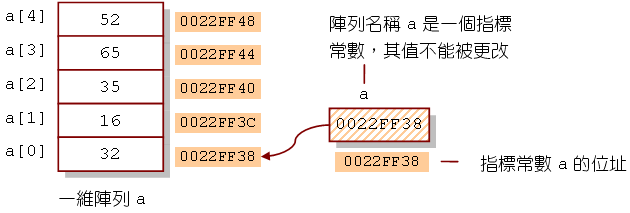 a[4] 52 0022FF48
a[3] 65 0022FF44
a[2] 35 0022FF40
a[1] 16 0022FF3C
a[0] 32 0022FF38
一維陣列 a
陣列名稱 a 是一個指標
常數，其值不能被更改
a
0022FF38
0022FF38
指標常數 a 的位址